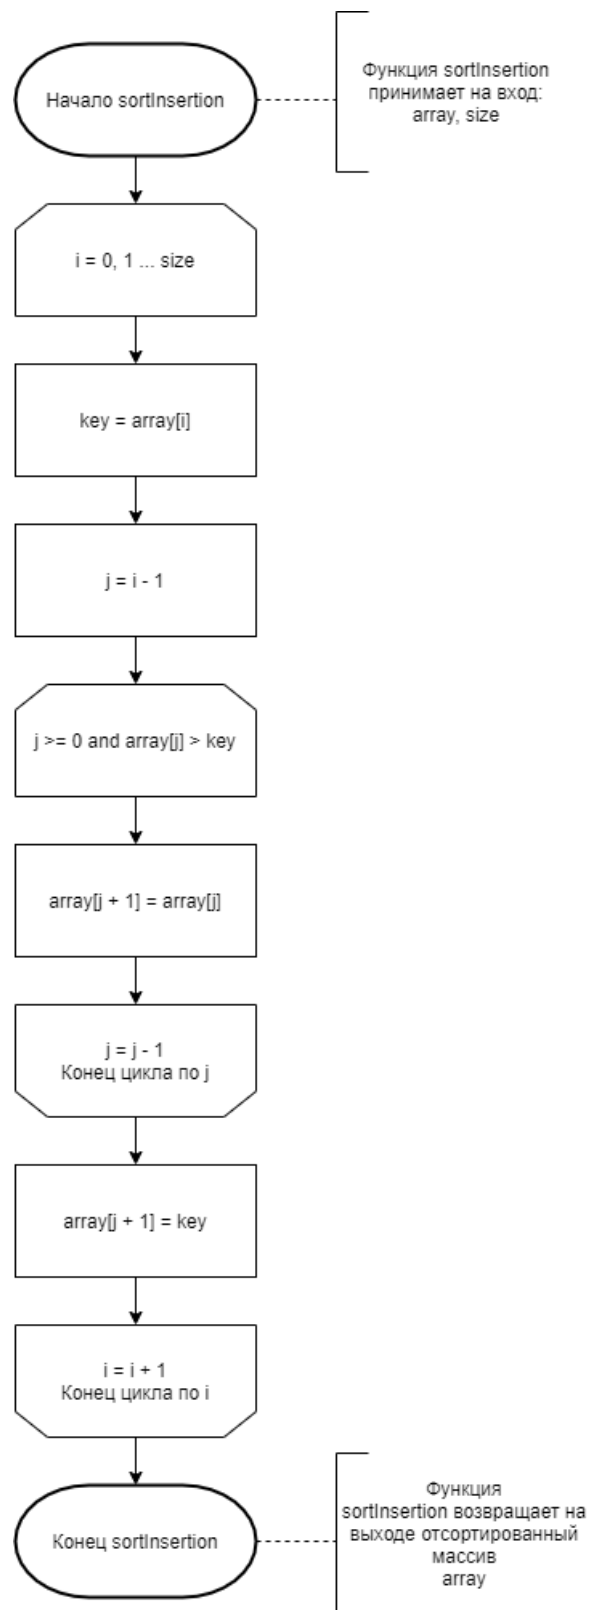 Начало sortInsertion
Функция sortInsertion
принимает на вход:
array, size
i = 0, 1 ... size
key = array[i]
j = i - 1
j >= 0 and array[j] > key
array[j + 1] = array[j]
j = j - 1
Конец цикла по j
array[j + 1] = key
i = i + 1
Конец цикла по i
Конец sortInsertion
Функция
sortInsertion возвращает на
выходе отсортированный
массив
array